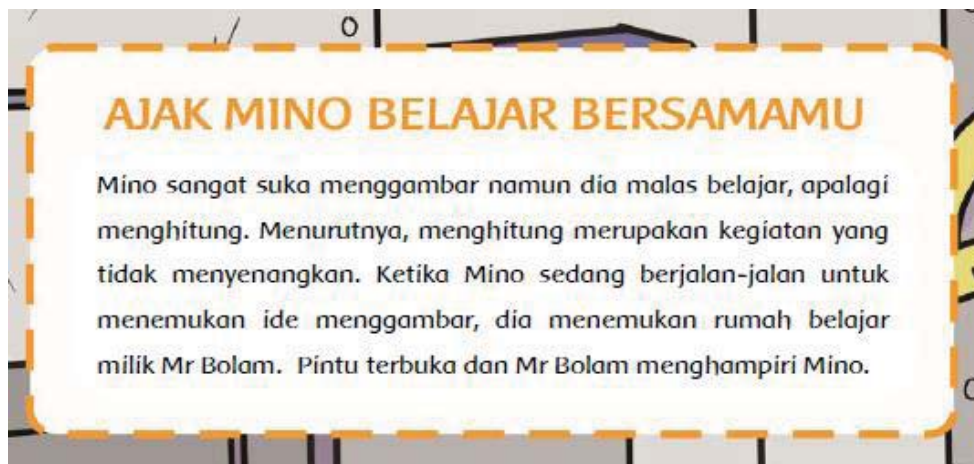 AJAK MINO BELAJAR BERSAMAMU
Mino sangat suka menggambar namun dia malas belajar, apalagi
menghitung. Menurutnya, menghitung merupakan kegiatan yang
tidak menyenangkan. Ketika Mino sedang berjalan-jalan untuk
menemukan ide menggambar, dia menemukan rumah belajar
milik Mr Bolam. Pintu terbuka dan Mr Bolam menghampiri Mino.